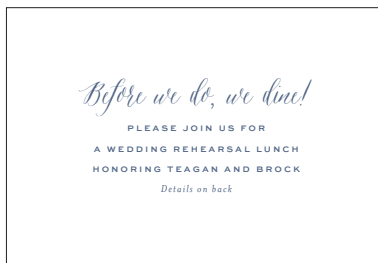 Before we do, we dine!
PLEASE JOIN US FOR
A WEDDING REHEARSAL LUNCH
HONORING TEAGAN AND BROCK
Details on back